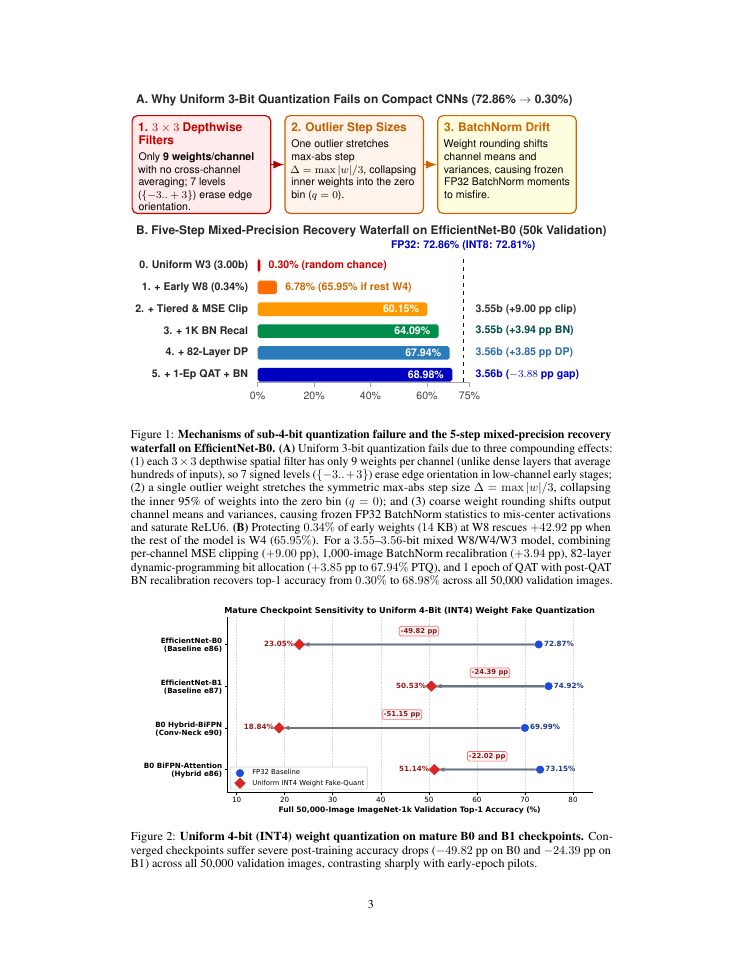 A. Why Uniform 3-Bit Quantization Fails on Compact CNNs (72.86% → 0.30%)
1. 3 × 3 Depthwise
Filters
Only 9 weights/channel
with no cross-channel
averaging; 7 levels
({−3.. + 3}) erase edge
orientation.
2. Outlier Step Sizes
One outlier stretches
max-abs step
Δ = max |w|/3, collapsing
inner weights into the zero
bin (q = 0).
3. BatchNorm Drift
Weight rounding shifts
channel means and
variances, causing frozen
FP32 BatchNorm moments
to misfire.
B. Five-Step Mixed-Precision Recovery Waterfall on EfficientNet-B0 (50k Validation)
FP32: 72.86% (INT8: 72.81%)
0. Uniform W3 (3.00b) 0.30% (random chance)
1. + Early W8 (0.34%) 6.78% (65.95% if rest W4)
2. + Tiered & MSE Clip 60.15% 3.55b (+9.00 pp clip)
3. + 1K BN Recal 64.09% 3.55b (+3.94 pp BN)
4. + 82-Layer DP 67.94% 3.56b (+3.85 pp DP)
5. + 1-Ep QAT + BN 68.98% 3.56b (−3.88 pp gap)
0% 20% 40% 60% 75%
Figure 1: Mechanisms of sub-4-bit quantization failure and the 5-step mixed-precision recovery
waterfall on EfficientNet-B0. (A) Uniform 3-bit quantization fails due to three compounding effects:
(1) each 3 × 3 depthwise spatial filter has only 9 weights per channel (unlike dense layers that average
hundreds of inputs), so 7 signed levels ({−3..+3}) erase edge orientation in low-channel early stages;
(2) a single outlier weight stretches the symmetric max-abs step size Δ = max |w|/3, collapsing
the inner 95% of weights into the zero bin (q = 0); and (3) coarse weight rounding shifts output
channel means and variances, causing frozen FP32 BatchNorm statistics to mis-center activations
and saturate ReLU6. (B) Protecting 0.34% of early weights (14 KB) at W8 rescues +42.92 pp when
the rest of the model is W4 (65.95%). For a 3.55–3.56-bit mixed W8/W4/W3 model, combining
per-channel MSE clipping (+9.00 pp), 1,000-image BatchNorm recalibration (+3.94 pp), 82-layer
dynamic-programming bit allocation (+3.85 pp to 67.94% PTQ), and 1 epoch of QAT with post-QAT
BN recalibration recovers top-1 accuracy from 0.30% to 68.98% across all 50,000 validation images.
Mature Checkpoint Sensitivity to Uniform 4-Bit (INT4) Weight Fake Quantization
EfficientNet-B0
(Baseline e86)
23.05% -49.82 pp 72.87%
EfficientNet-B1
(Baseline e87)
50.53% -24.39 pp 74.92%
B0 Hybrid-BiFPN
(Conv-Neck e90)
18.84% -51.15 pp 69.99%
B0 BiFPN-Attention
(Hybrid e86)
51.14% -22.02 pp 73.15%
FP32 Baseline
Uniform INT4 Weight Fake-Quant
10 20 30 40 50 60 70 80
Full 50,000-Image ImageNet-1k Validation Top-1 Accuracy (%)
Figure 2: Uniform 4-bit (INT4) weight quantization on mature B0 and B1 checkpoints. Con-
verged checkpoints suffer severe post-training accuracy drops (−49.82 pp on B0 and −24.39 pp on
B1) across all 50,000 validation images, contrasting sharply with early-epoch pilots.
3